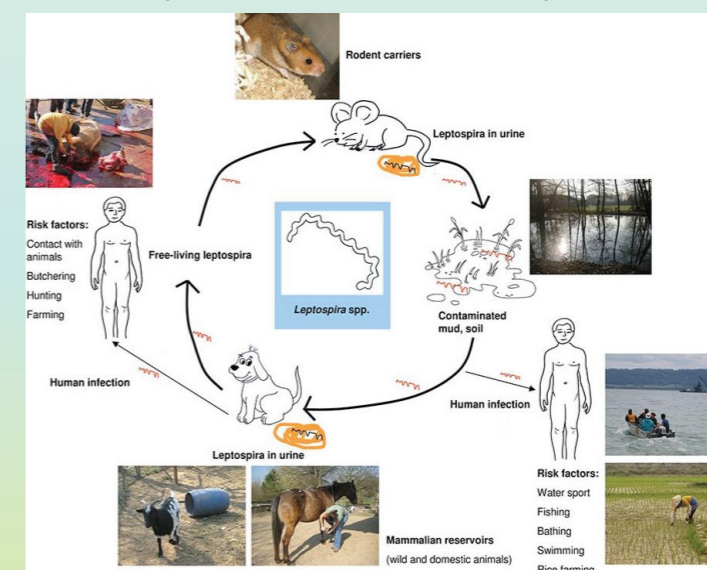 Rodent carriers
Leptospira in urine
Risk factors:
Contact with
animals
Butchering
Hunting
Farming
Free-living leptospira
Leptospira spp.
Contaminated
mud, soil
Human infection
Human infection
Leptospira in urine
Mammalian reservoirs
(wild and domestic animals)
Risk factors:
Water sport
Fishing
Bathing
Swimming
Rice farming